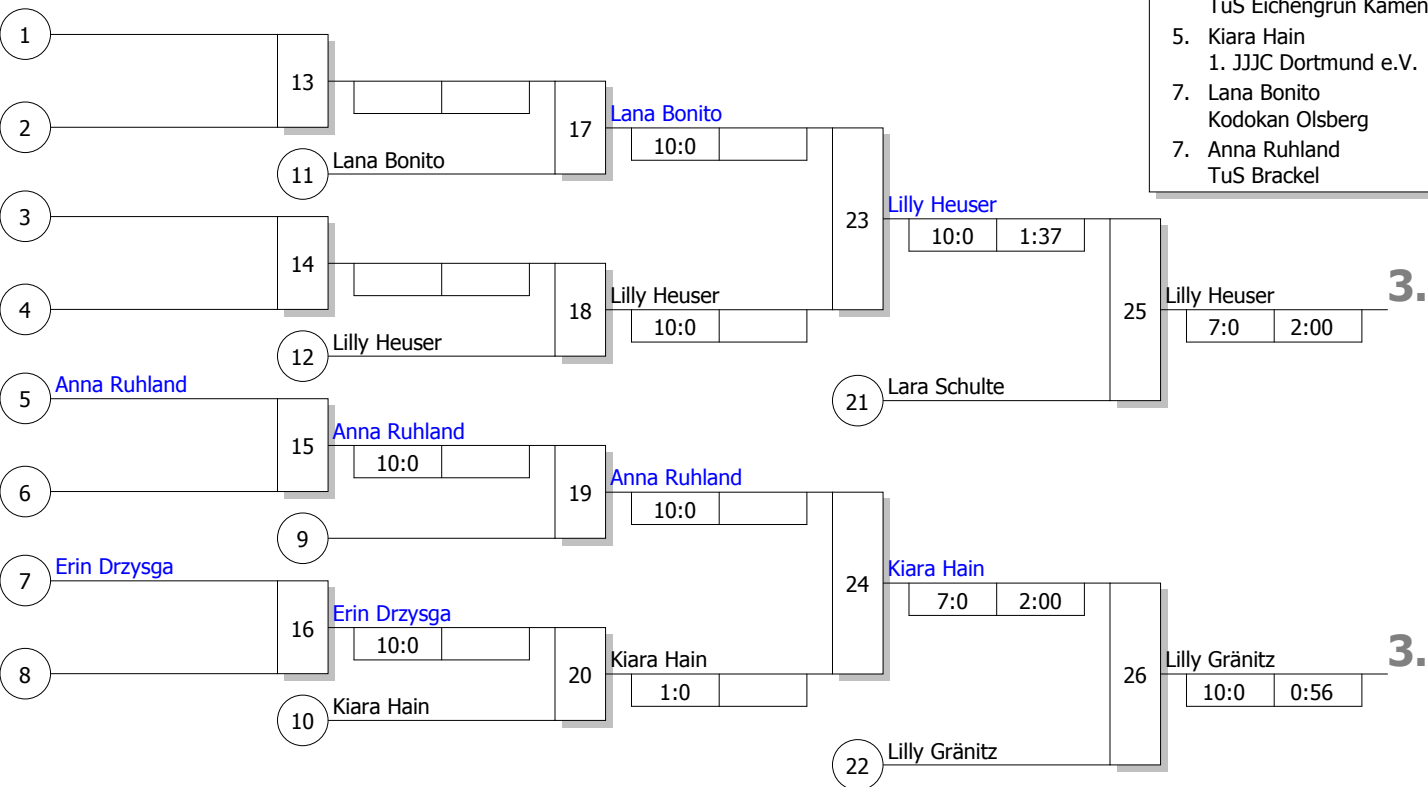 TuS Eichengrün Kamen
5. Kiara Hain
1. JJJC Dortmund e.V.
7. Lana Bonito
Kodokan Olsberg
7. Anna Ruhland
TuS Brackel
1
13
2
17
Lana Bonito
10:0
11
Lana Bonito
3
14
4
18
Lilly Heuser
10:0
12
Lilly Heuser
23
Lilly Heuser
10:0
1:37
25
Lilly Heuser
7:0
2:00
3.
21
Lara Schulte
5
Anna Ruhland
15
Anna Ruhland
10:0
6
19
Anna Ruhland
10:0
9
7
Erin Drzysga
16
Erin Drzysga
10:0
8
20
Kiara Hain
1:0
10
Kiara Hain
24
Kiara Hain
7:0
2:00
26
Lilly Gränitz
10:0
0:56
3.
22
Lilly Gränitz